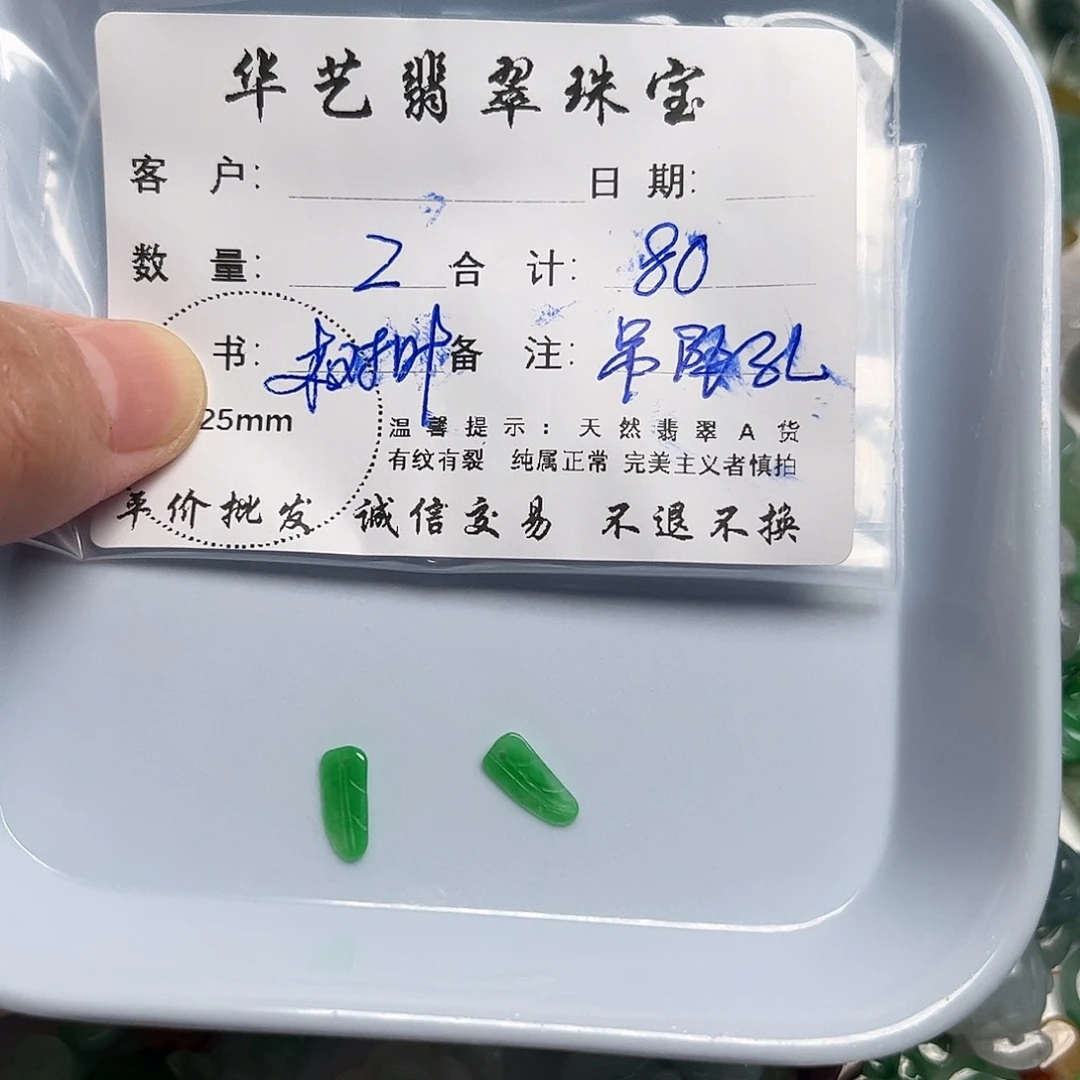 华艺翡翠珠宝
客 户: 日 期:
数 量: 2 合 计: 80
书: 树叶 备 注: 吊 孔
25mm
温馨提示：天然翡翠A货
有纹有裂 纯属正常 完美主义者慎拍
平价批发 诚信交易 不退不换